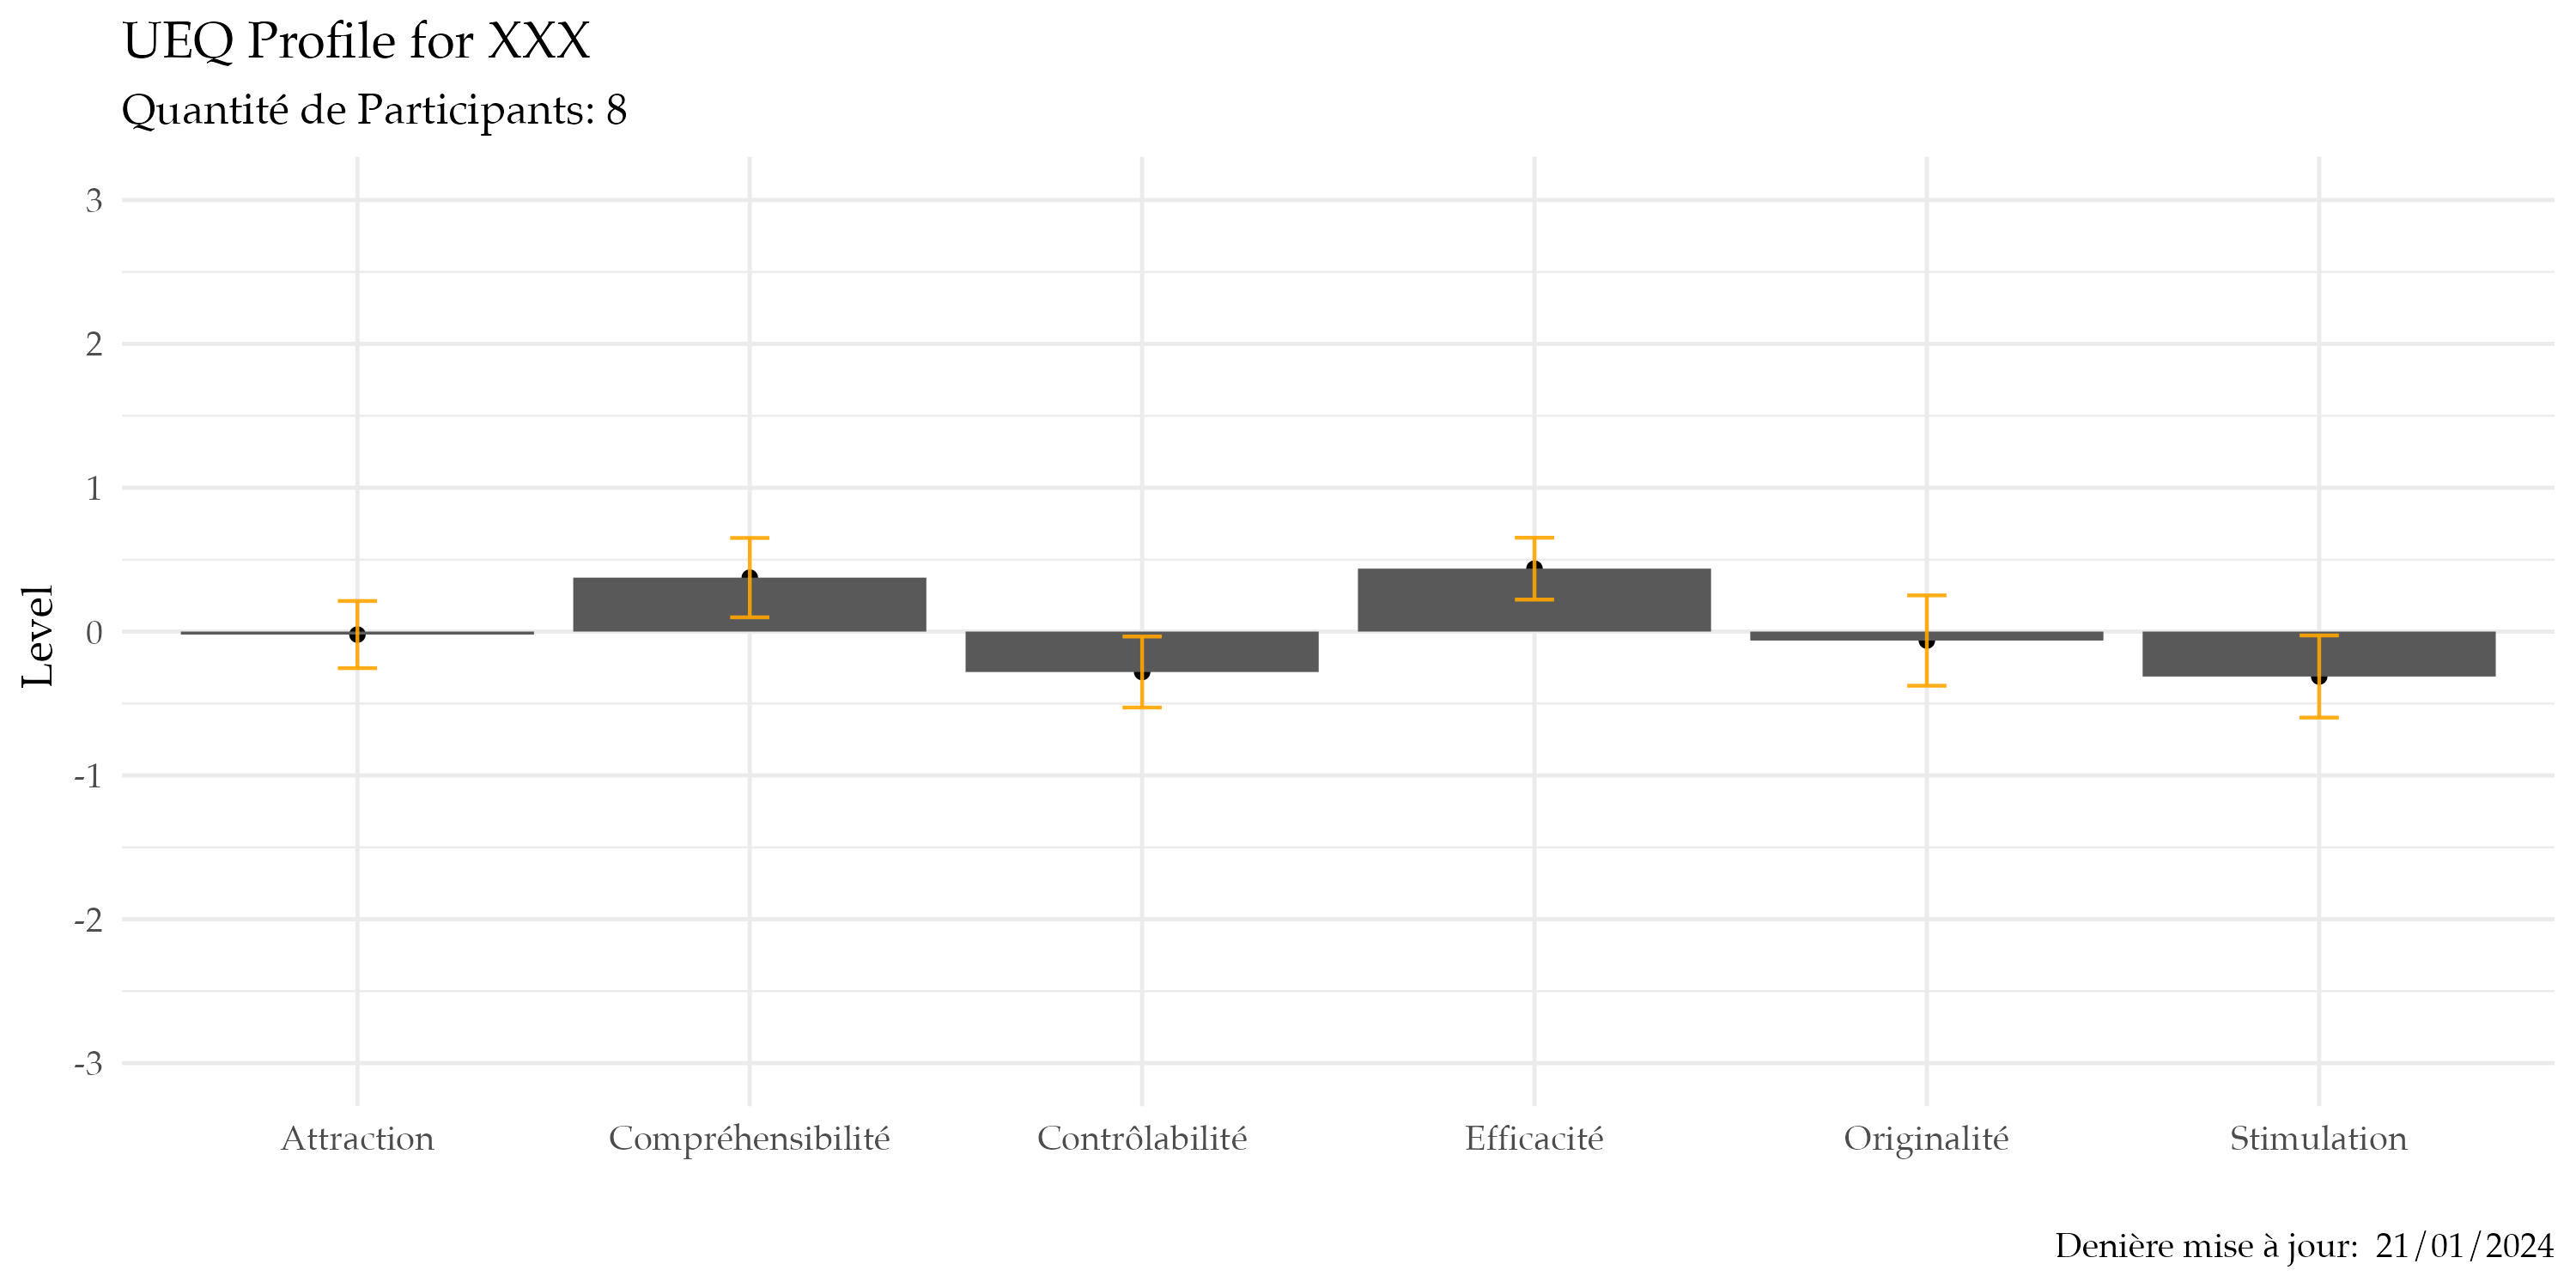 UEQ Profile for XXX
Quantité de Participants: 8
3
2
1
0
-1
-2
-3
Level
Attraction Compréhensibilité Contrôlabilité Efficacité Originalité Stimulation
Denière mise à jour: 21/01/2024